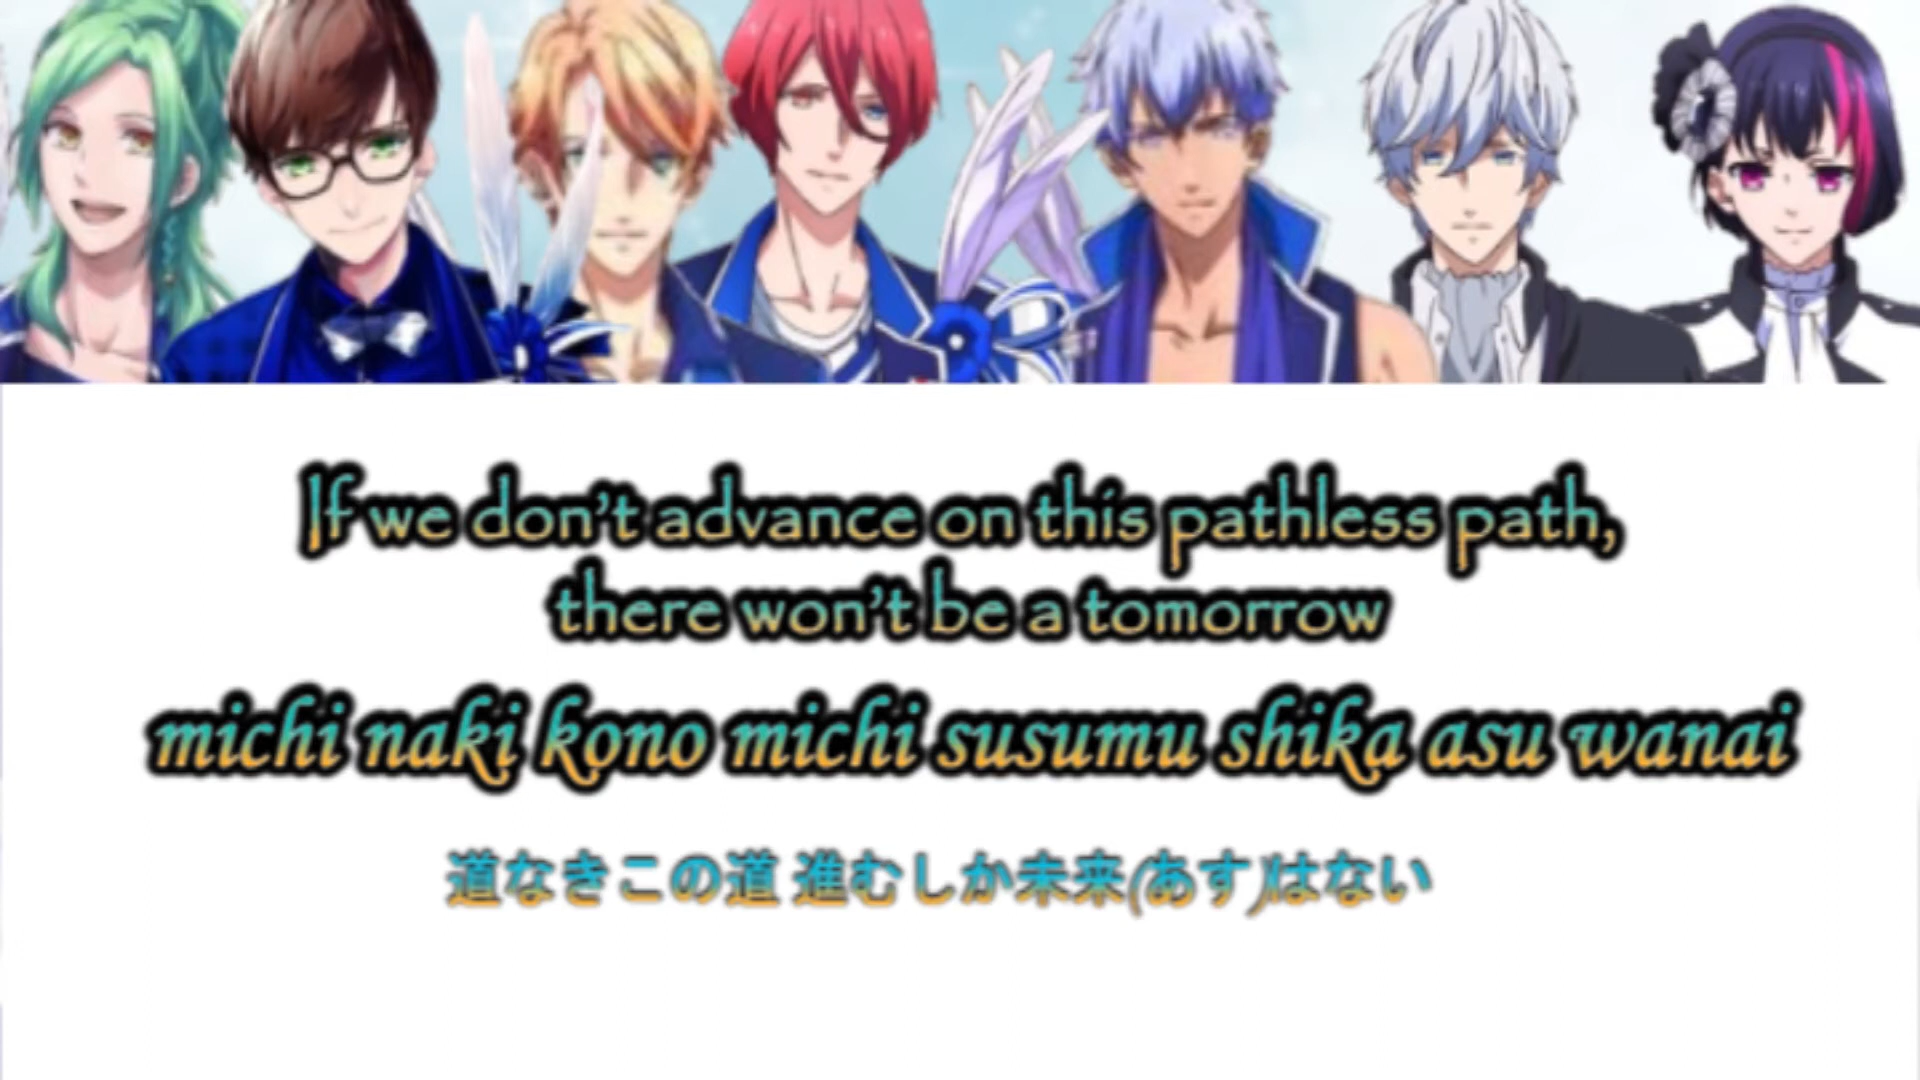 If we don't advance on this pathless path,
there won't be a tomorrow
michi naki kono michi susumu shika asu wanai
道なきこの道 進むしか未来(あす)はない